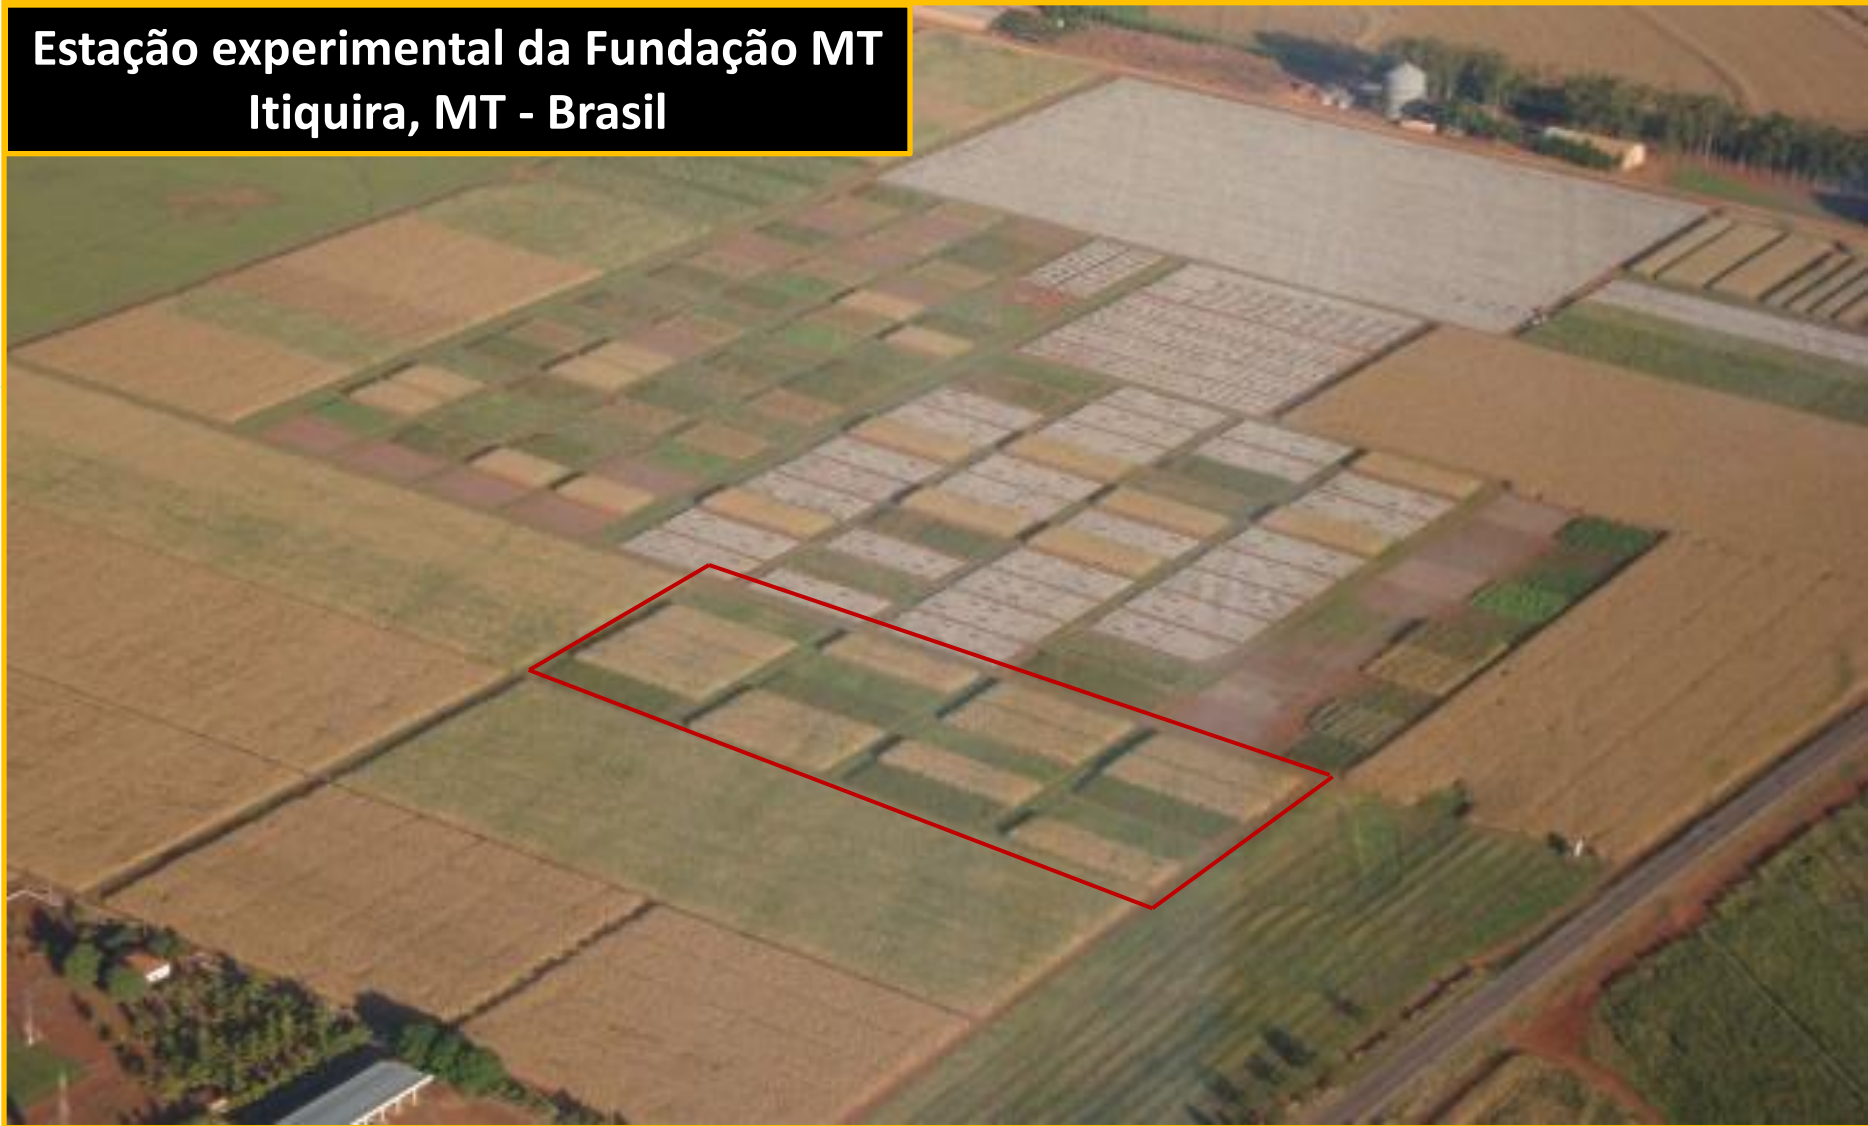 Estação experimental da Fundação MT
Itiquira, MT - Brasil